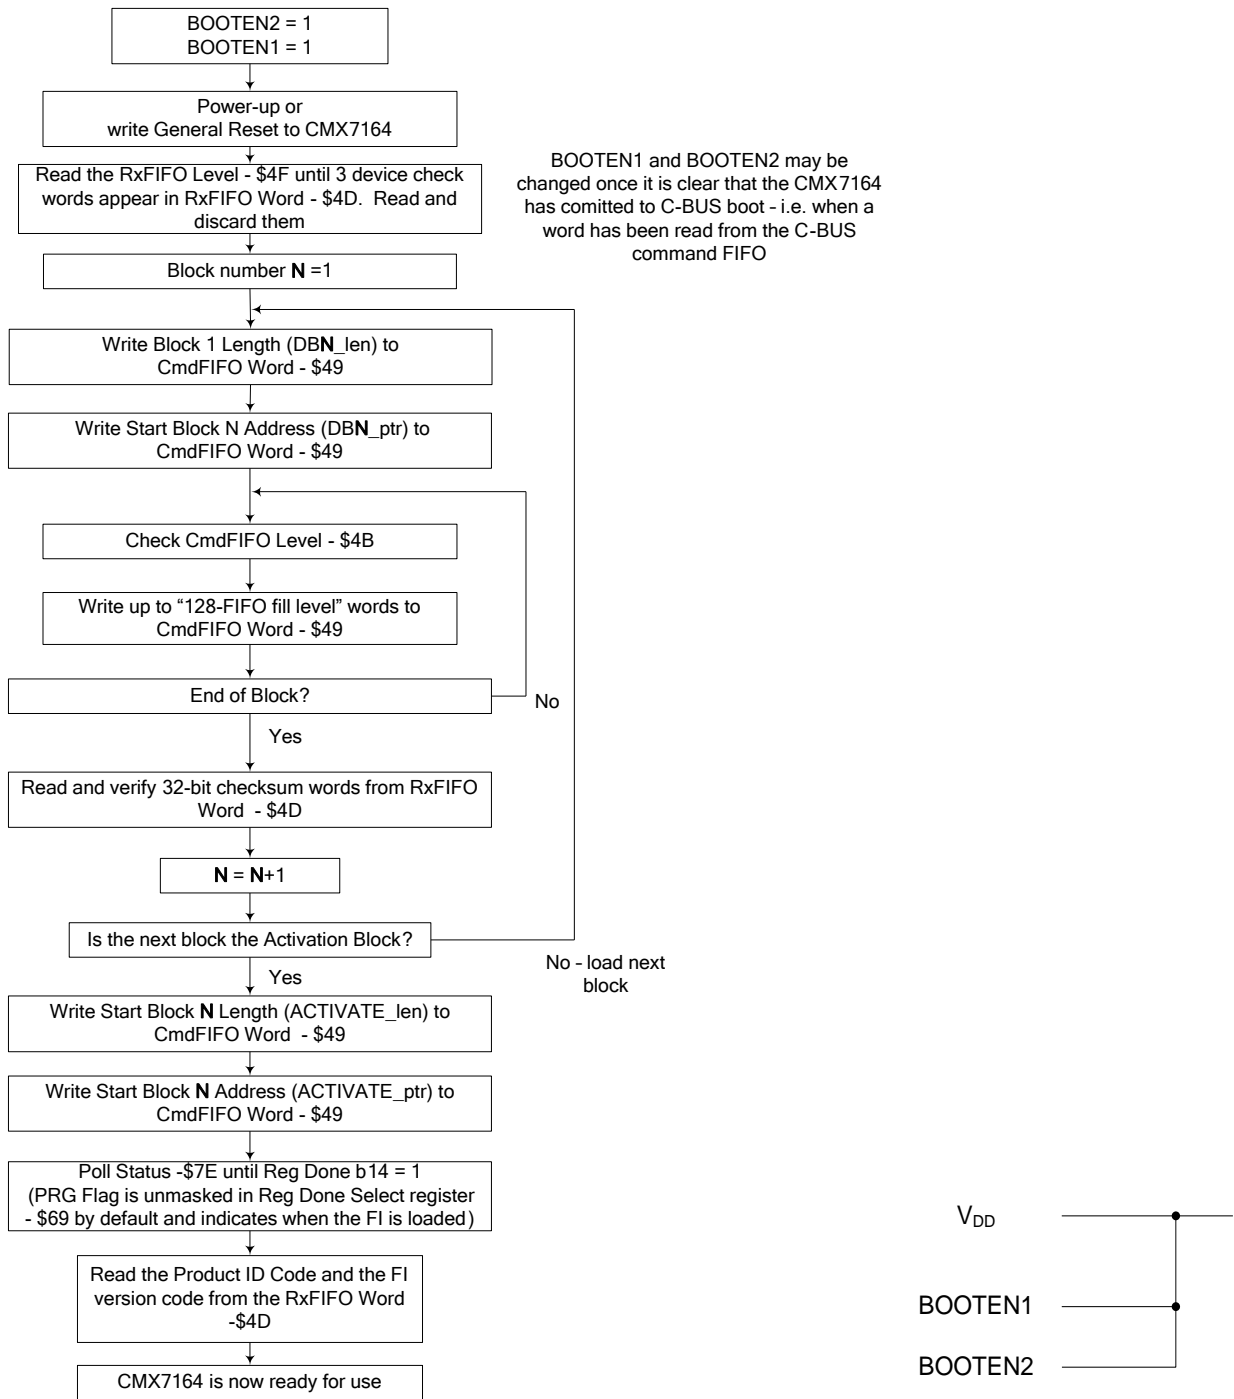 BOOTEN2 = 1
BOOTEN1 = 1
Power-up or
write General Reset to CMX7164
Read the RxFIFO Level - $4F until 3 device check
words appear in RxFIFO Word - $4D. Read and
discard them
BOOTEN1 and BOOTEN2 may be
changed once it is clear that the CMX7164
has comitted to C-BUS boot - i.e. when a
word has been read from the C-BUS
command FIFO
Block number N =1
Write Block 1 Length (DBN_len) to
CmdFIFO Word - $49
Write Start Block N Address (DBN_ptr) to
CmdFIFO Word - $49
Check CmdFIFO Level - $4B
Write up to “128-FIFO fill level” words to
CmdFIFO Word - $49
End of Block?
No
Yes
Read and verify 32-bit checksum words from RxFIFO
Word - $4D
N = N+1
Is the next block the Activation Block?
No - load next
block
Yes
Write Start Block N Length (ACTIVATE_len) to
CmdFIFO Word - $49
Write Start Block N Address (ACTIVATE_ptr) to
CmdFIFO Word - $49
Poll Status -$7E until Reg Done b14 = 1
(PRG Flag is unmasked in Reg Done Select register
- $69 by default and indicates when the FI is loaded)
Read the Product ID Code and the FI
version code from the RxFIFO Word
-$4D
CMX7164 is now ready for use
VDD
BOOTEN1
BOOTEN2